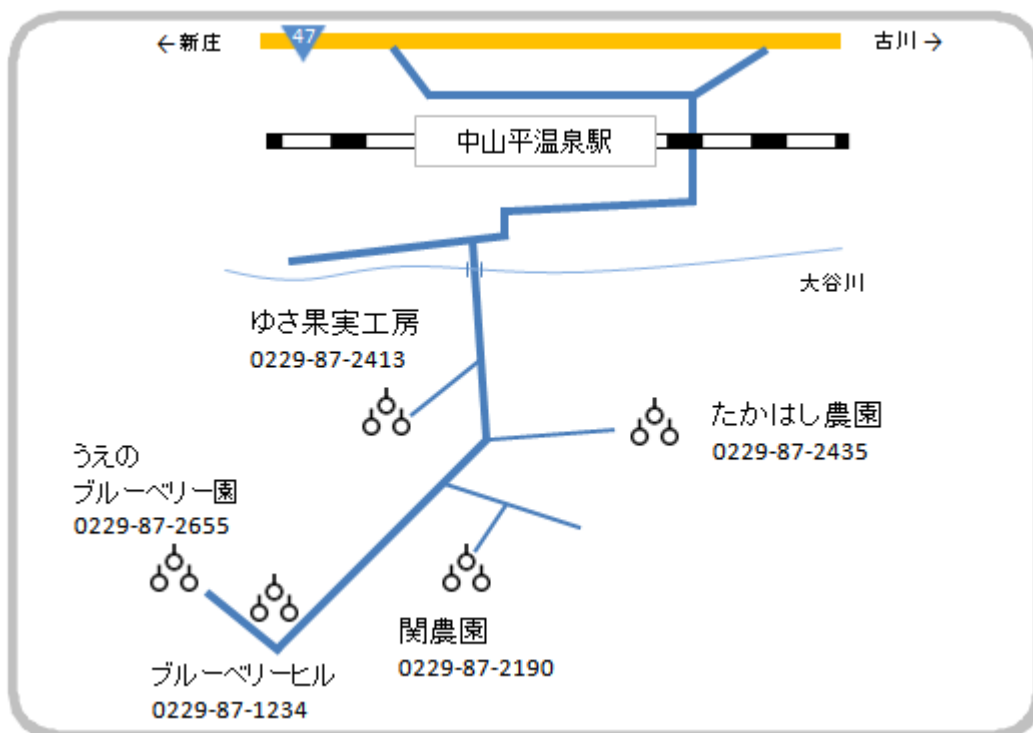 ←新庄
47
古川→
中山平温泉駅
大谷川
ゆさ果実工房
0229-87-2413
たかはし農園
0229-87-2435
うえの
ブルーベリー園
0229-87-2655
関農園
0229-87-2190
ブルーベリーヒル
0229-87-1234